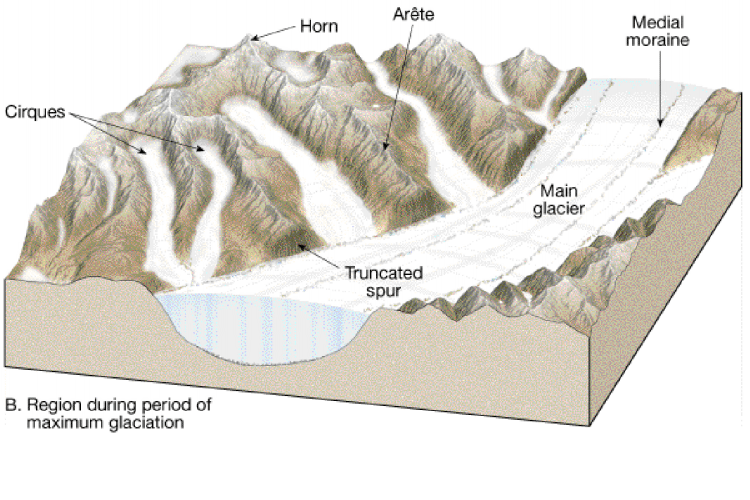 Horn
Arête
Medial
moraine
Cirques
Main
glacier
Truncated
spur
B. Region during period of
maximum glaciation